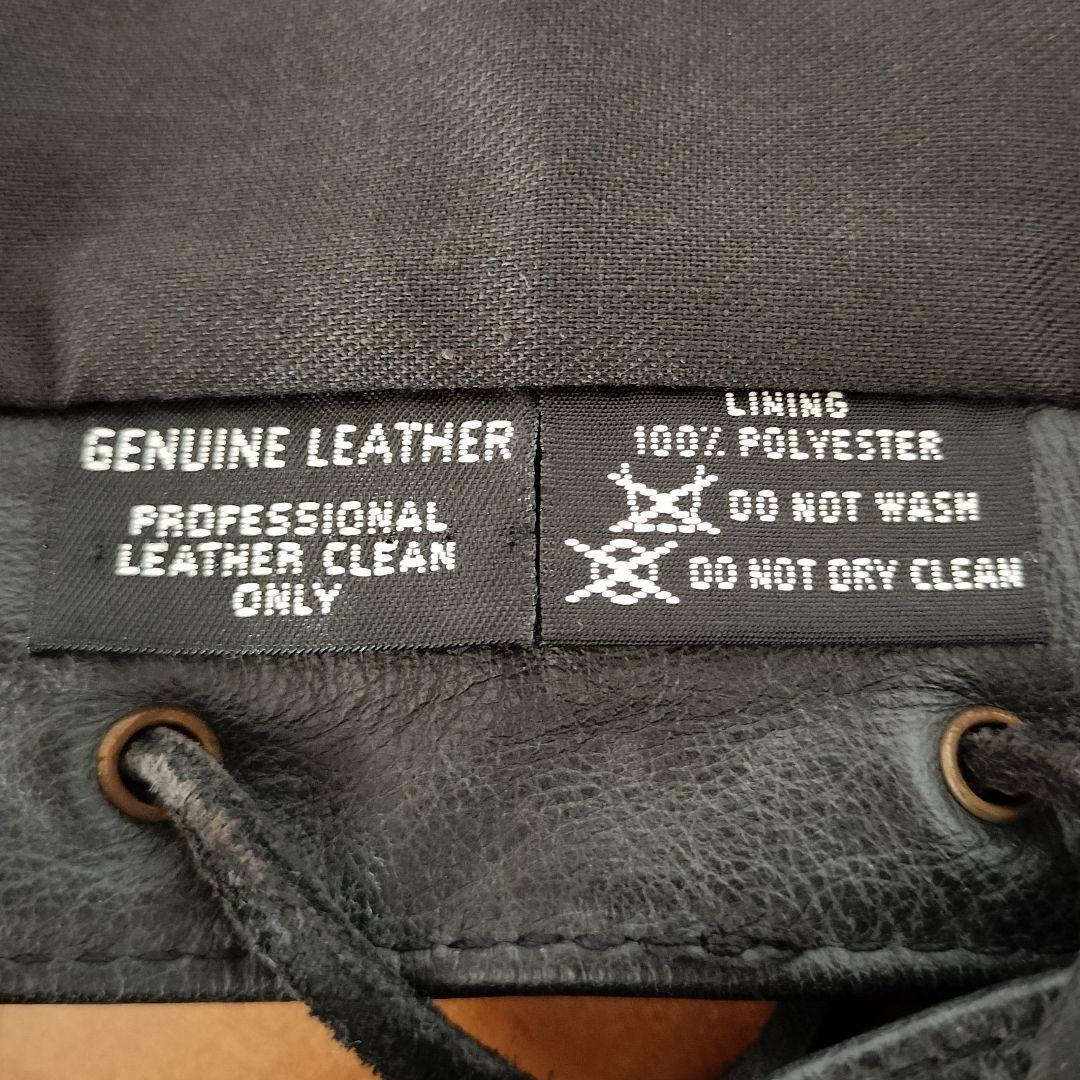 GENUINE LEATHER
PROFESSIONAL
LEATHER CLEAN
ONLY
LINING
100% POLYESTER
DO NOT WASH
DO NOT DRY CLEAN